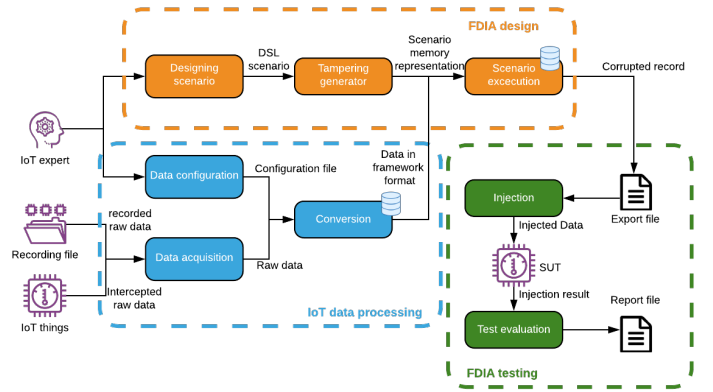 FDIA design
Designing
scenario
DSL
scenario
Tampering
generator
Scenario
memory
representation
Scenario
excecution
Corrupted record
IoT expert
Data configuration
Configuration file
Data in
framework
format
Conversion
recorded
raw data
Recording file
Data acquisition
Raw data
Intercepted
raw data
IoT things
IoT data processing
Injection
Export file
Injected Data
SUT
Injection result
Report file
Test evaluation
FDIA testing